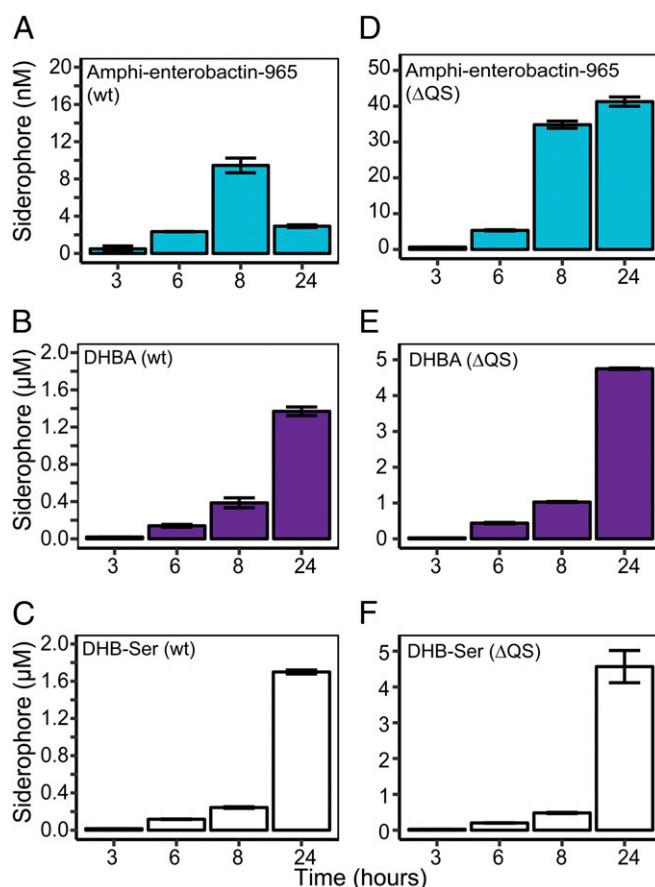 A
Siderophore (nM)
Amphi-enterobactin-965
(wt)
20
16
12
8
4
0
3 6 8 24
D
Amphi-enterobactin-965
(ΔQS)
50
40
30
20
10
0
3 6 8 24
B
Siderophore (μM)
DHBA (wt)
2.0
1.6
1.2
0.8
0.4
0.0
3 6 8 24
E
DHBA (ΔQS)
5
4
3
2
1
0
3 6 8 24
C
Siderophore (μM)
DHB-Ser (wt)
2.0
1.6
1.2
0.8
0.4
0.0
3 6 8 24
F
DHB-Ser (ΔQS)
5
4
3
2
1
0
3 6 8 24
Time (hours)